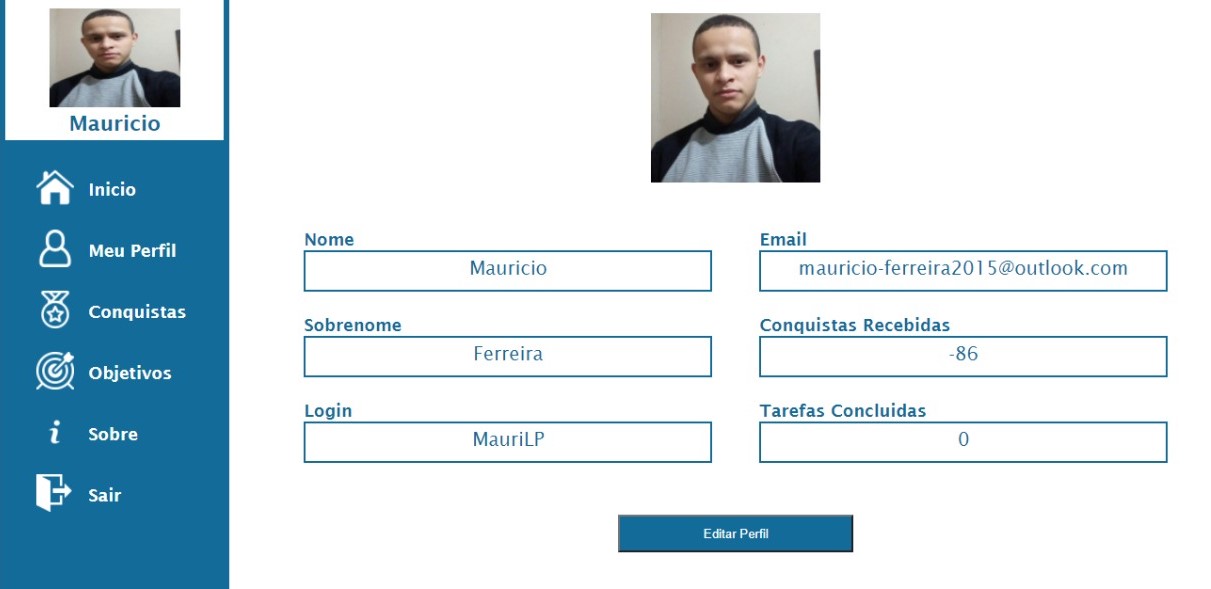 Mauricio
Inicio
Meu Perfil
Conquistas
Objetivos
Sobre
Sair
Nome
Mauricio
Email
mauricio-ferreira2015@outlook.com
Sobrenome
Ferreira
Conquistas Recebidas
-86
Login
MauriLP
Tarefas Concluidas
0
Editar Perfil